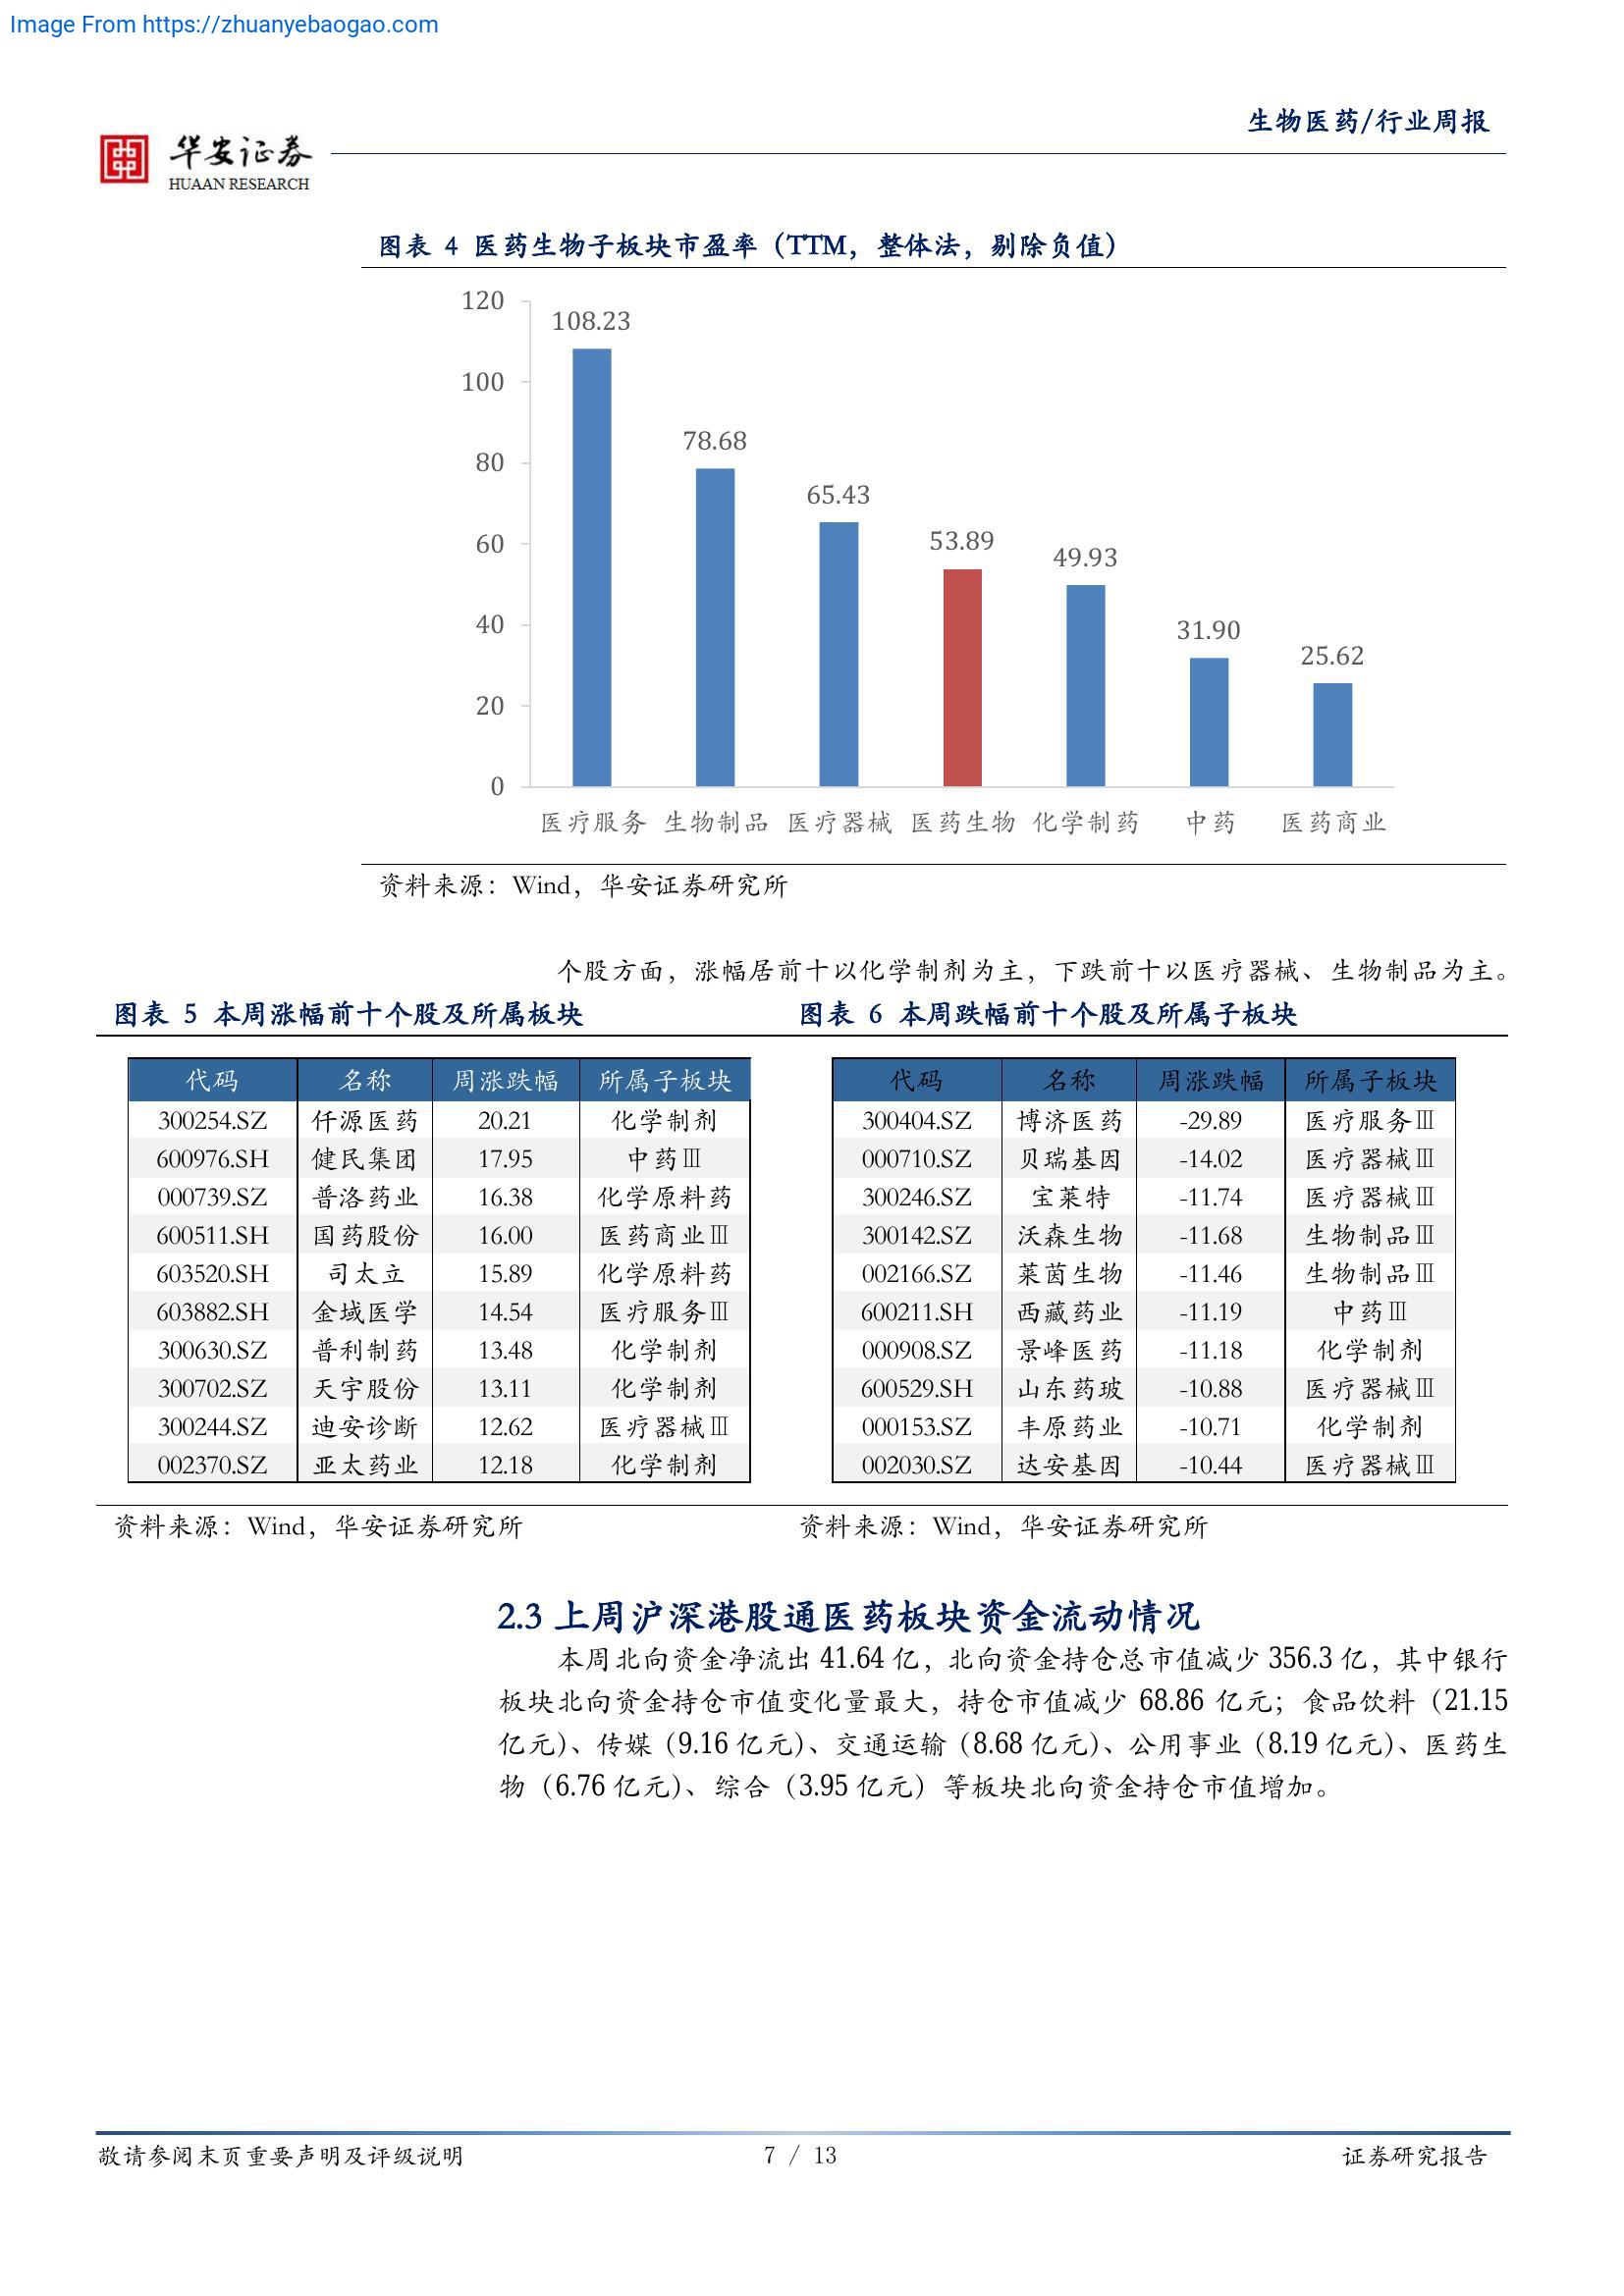 Image From https://zhuanyebaogao.com
生物医药/行业周报
华安证券
HUAAN RESEARCH
图表 4 医药生物子板块市盈率（TTM，整体法，剔除负值）
120
108.23
100
78.68
80
65.43
60
53.89
49.93
40
31.90
25.62
20
0
医疗服务 生物制品 医疗器械 医药生物 化学制药 中药 医药商业
资料来源：Wind，华安证券研究所
个股方面，涨幅居前十以化学制剂为主，下跌前十以医疗器械、生物制品为主。
图表 5 本周涨幅前十个股及所属板块
代码 名称 周涨跌幅 所属子板块
300254.SZ 仟源医药 20.21 化学制剂
600976.SH 健民集团 17.95 中药Ⅲ
000739.SZ 普洛药业 16.38 化学原料药
600511.SH 国药股份 16.00 医药商业Ⅲ
603520.SH 司太立 15.89 化学原料药
603882.SH 金域医学 14.54 医疗服务Ⅲ
300630.SZ 普利制药 13.48 化学制剂
300702.SZ 天宇股份 13.11 化学制剂
300244.SZ 迪安诊断 12.62 医疗器械Ⅲ
002370.SZ 亚太药业 12.18 化学制剂
资料来源：Wind，华安证券研究所
图表 6 本周跌幅前十个股及所属子板块
代码 名称 周涨跌幅 所属子板块
300404.SZ 博济医药 -29.89 医疗服务Ⅲ
000710.SZ 贝瑞基因 -14.02 医疗器械Ⅲ
300246.SZ 宝莱特 -11.74 医疗器械Ⅲ
300142.SZ 沃森生物 -11.68 生物制品Ⅲ
002166.SZ 莱茵生物 -11.46 生物制品Ⅲ
600211.SH 西藏药业 -11.19 中药Ⅲ
000908.SZ 景峰医药 -11.18 化学制剂
600529.SH 山东药玻 -10.88 医疗器械Ⅲ
000153.SZ 丰原药业 -10.71 化学制剂
002030.SZ 达安基因 -10.44 医疗器械Ⅲ
资料来源：Wind，华安证券研究所
2.3 上周沪深港股通医药板块资金流动情况
本周北向资金净流出 41.64 亿，北向资金持仓总市值减少 356.3 亿，其中银行
板块北向资金持仓市值变化量最大，持仓市值减少 68.86 亿元；食品饮料（21.15
亿元）、传媒（9.16 亿元）、交通运输（8.68 亿元）、公用事业（8.19 亿元）、医药生
物（6.76 亿元）、综合（3.95 亿元）等板块北向资金持仓市值增加。
敬请参阅末页重要声明及评级说明
7 / 13
证券研究报告